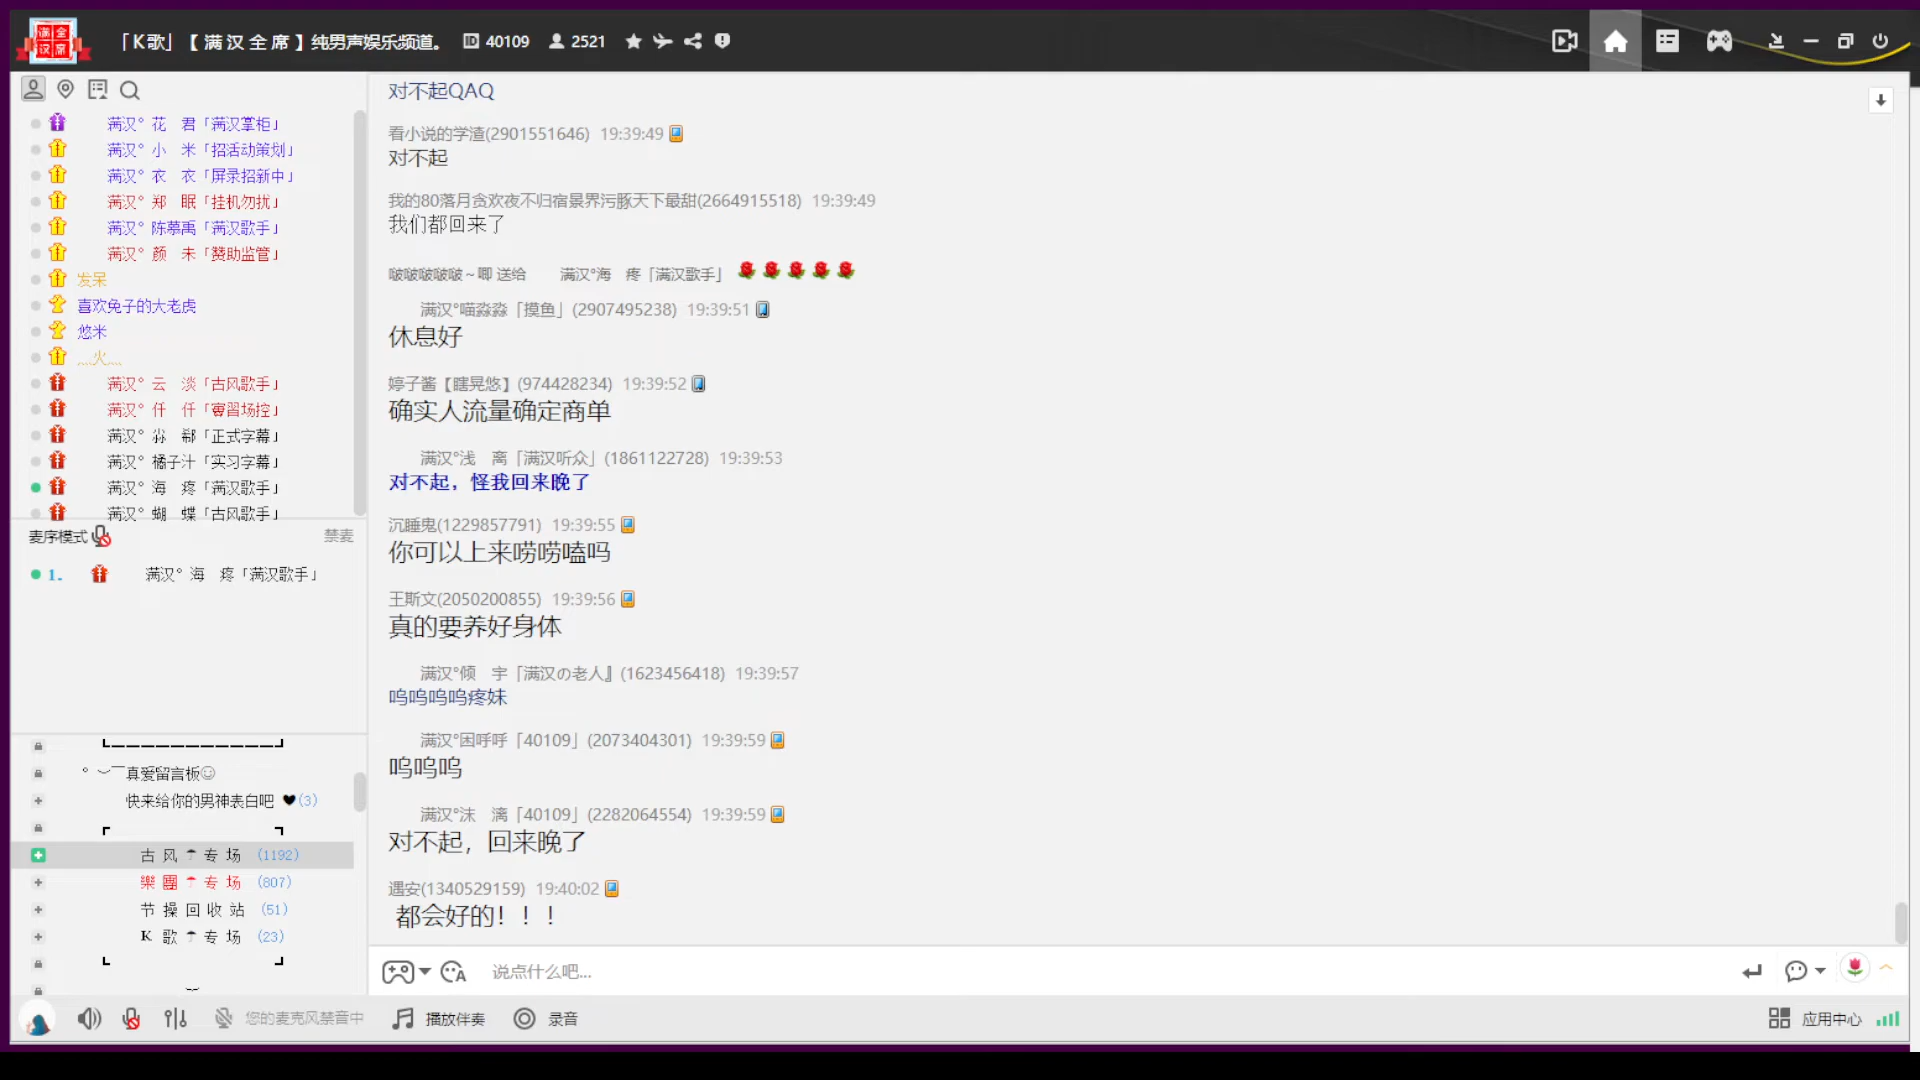 满汉全席
「K歌」【 满 汉 全 席 】纯男声娱乐频道。 ID 40109 2521
满汉° 花 君「满汉掌柜」
满汉° 小 米「招活动策划」
满汉° 衣 衣「屏录招新中」
满汉° 郑 眠「挂机勿扰」
满汉° 陈慕禹「满汉歌手」
满汉° 颜 未「赞助监管」
发呆
喜欢兔子的大老虎
悠米
灬火灬
满汉° 云 淡「古风歌手」
满汉° 仟 仟「實習场控」
满汉° 郗「正式字幕」
满汉° 橘子汁「实习字幕」
满汉° 海 疼「满汉歌手」
满汉° 蝴 蝶「古风歌手」
麦序模式 禁麦
1. 满汉° 海 疼「满汉歌手」
真爱留言板
快来给你的男神表白吧 ♥(3)
古 风 ☂ 专 场 (1192)
樂 團 ☂ 专 场 (807)
节 操 回 收 站 (51)
K 歌 ☂ 专 场 (23)
您的麦克风禁音中
对不起QAQ
看小说的学渣(2901551646) 19:39:49
对不起
我的80落月贪欢夜不归宿景界污豚天下最甜(2664915518) 19:39:49
我们都回来了
啵啵啵啵啵～唧 送给 满汉°海 疼「满汉歌手」
满汉°喵淼淼「摸鱼」(2907495238) 19:39:51
休息好
婷子酱【瞎晃悠】(974428234) 19:39:52
确实人流量确定商单
满汉°浅 离「满汉听众」(1861122728) 19:39:53
对不起，怪我回来晚了
沉睡鬼(1229857791) 19:39:55
你可以上来唠唠嗑吗
王斯文(2050200855) 19:39:56
真的要养好身体
满汉°倾 宇「满汉の老人』(1623456418) 19:39:57
呜呜呜呜疼妹
满汉°困呼呼「40109」(2073404301) 19:39:59
呜呜呜
满汉°沫 漓「40109」(2282064554) 19:39:59
对不起，回来晚了
遇安(1340529159) 19:40:02
都会好的！！！
说点什么吧...
播放伴奏 录音 应用中心